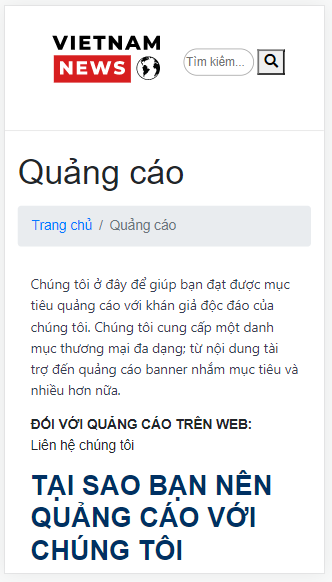 VIETNAM
NEWS
Tìm kiếm...
Quảng cáo
Trang chủ / Quảng cáo
Chúng tôi ở đây để giúp bạn đạt được mục
tiêu quảng cáo với khán giả độc đáo của
chúng tôi. Chúng tôi cung cấp một danh
mục thương mại đa dạng; từ nội dung tài
trợ đến quảng cáo banner nhắm mục tiêu và
nhiều hơn nữa.
ĐỐI VỚI QUẢNG CÁO TRÊN WEB:
Liên hệ chúng tôi
TẠI SAO BẠN NÊN
QUẢNG CÁO VỚI
CHÚNG TÔI